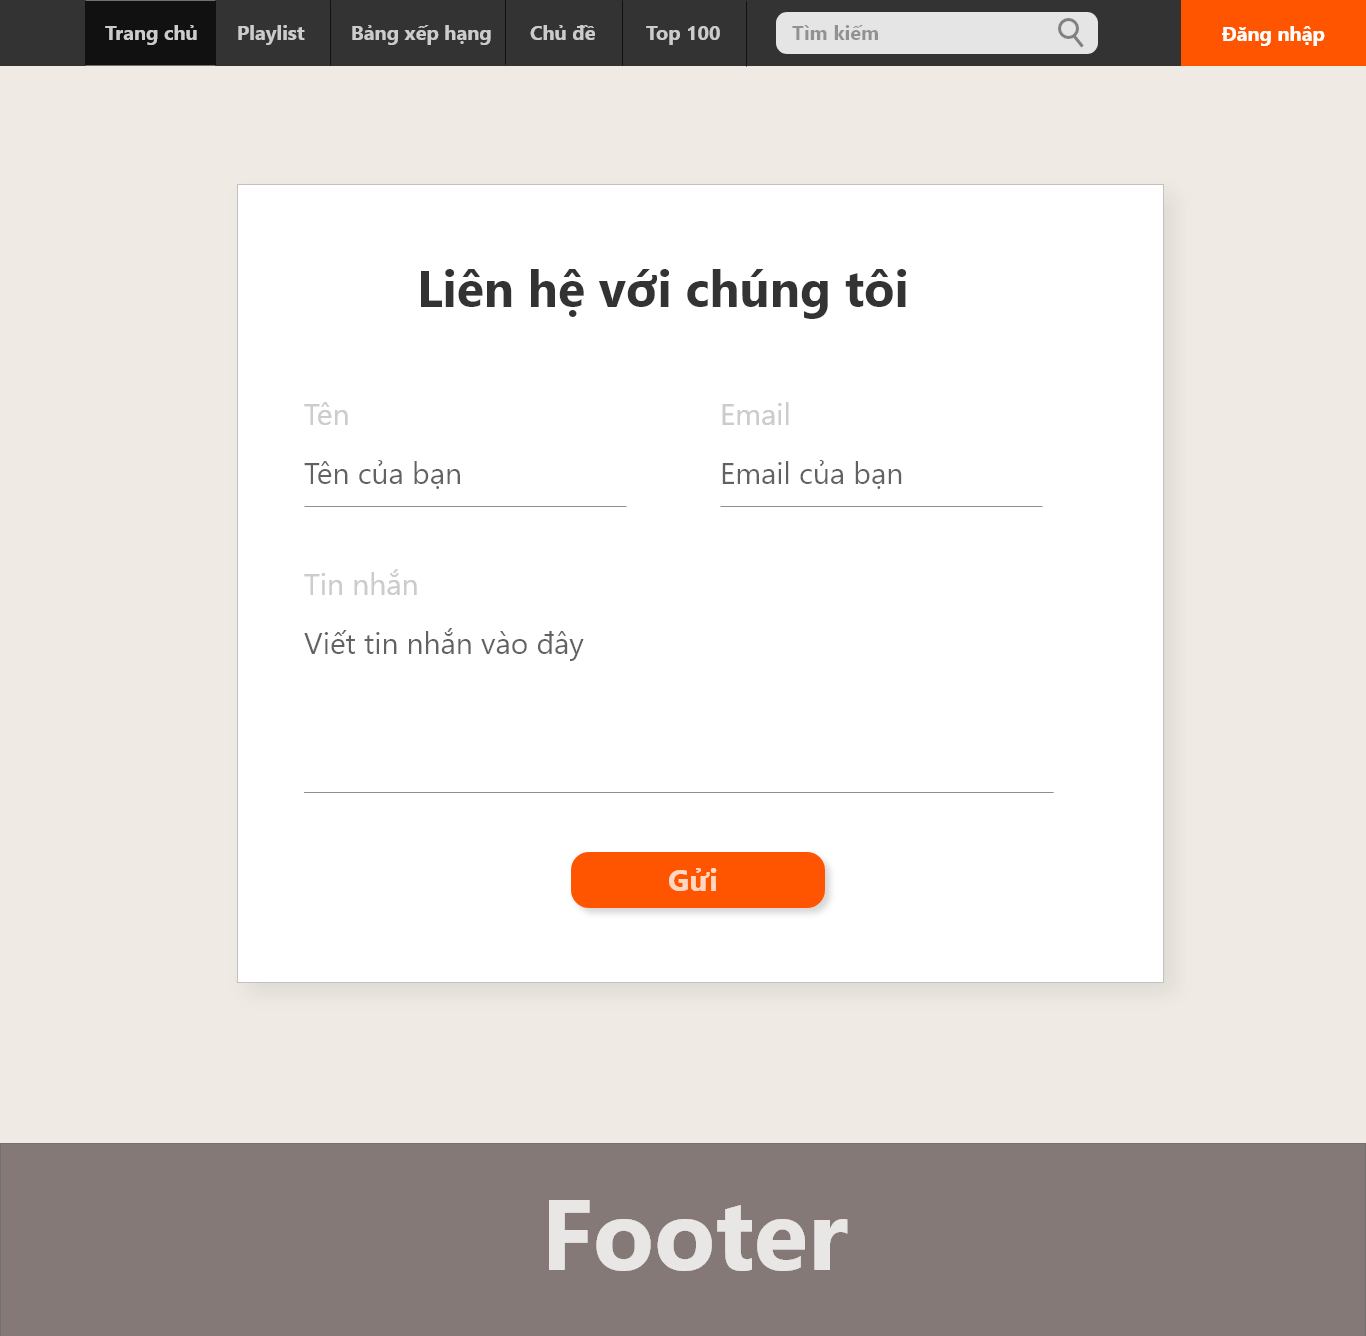 Trang chủ Playlist Bảng xếp hạng Chủ đề Top 100 Tìm kiếm Đăng nhập
Liên hệ với chúng tôi
Tên Email
Tên của bạn Email của bạn
Tin nhắn
Viết tin nhắn vào đây
Gửi
Footer